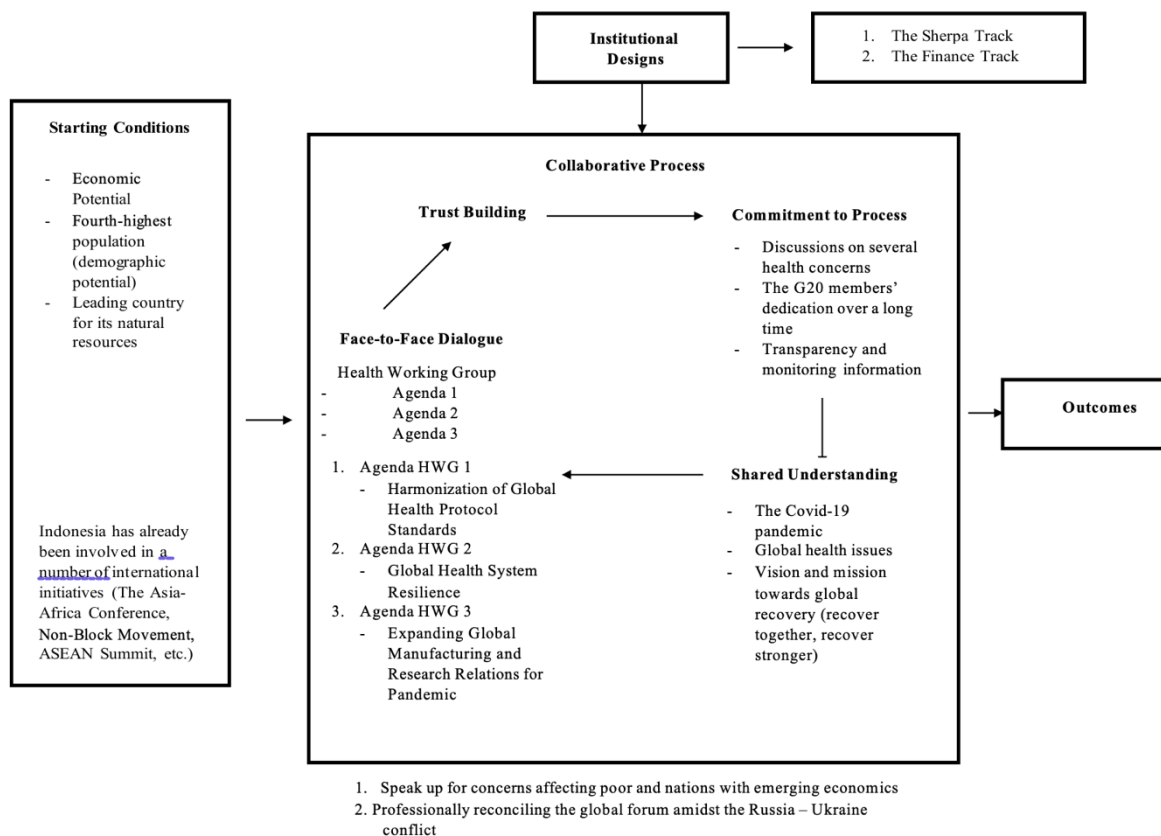 Institutional
Designs
1. The Sherpa Track
2. The Finance Track
Starting Conditions
- Economic
Potential
- Fourth-highest
population
(demographic
potential)
- Leading country
for its natural
resources
Indonesia has already
been involved in a
number of international
initiatives (The Asia-
Africa Conference,
Non-Block Movement,
ASEAN Summit, etc.)
Collaborative Process
Trust Building
Commitment to Process
- Discussions on several
health concerns
- The G20 members’
dedication over a long
time
- Transparency and
monitoring information
Face-to-Face Dialogue
Health Working Group
- Agenda 1
- Agenda 2
- Agenda 3
1. Agenda HWG 1
- Harmonization of Global
Health Protocol
Standards
2. Agenda HWG 2
- Global Health System
Resilience
3. Agenda HWG 3
- Expanding Global
Manufacturing and
Research Relations for
Pandemic
Shared Understanding
- The Covid-19
pandemic
- Global health issues
- Vision and mission
towards global
recovery (recover
together, recover
stronger)
Outcomes
1. Speak up for concerns affecting poor and nations with emerging economics
2. Professionally reconciling the global forum amidst the Russia – Ukraine
conflict